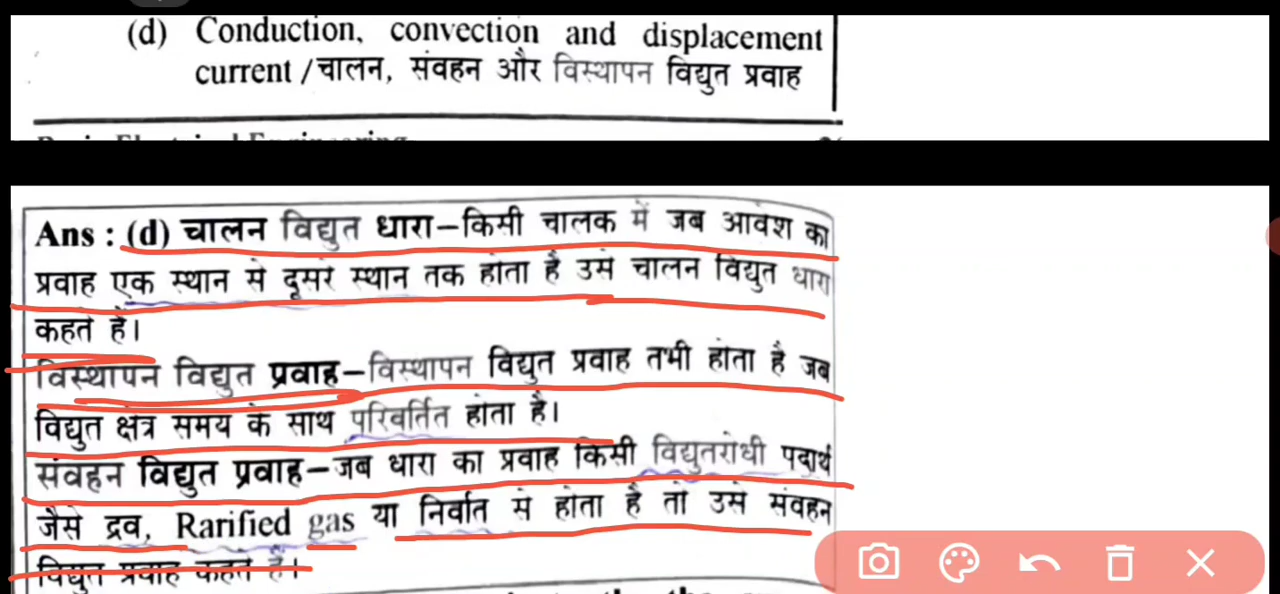 (d) Conduction, convection and displacement
current / चालन, संवहन और विस्थापन विद्युत प्रवाह
Ans : (d) चालन विद्युत धारा–किसी चालक में जब आवेश का
प्रवाह एक स्थान से दूसरे स्थान तक होता है उसे चालन विद्युत धारा
कहते हैं।
विस्थापन विद्युत प्रवाह–विस्थापन विद्युत प्रवाह तभी होता है जब
विद्युत क्षेत्र समय के साथ परिवर्तित होता है।
संवहन विद्युत प्रवाह–जब धारा का प्रवाह किसी विद्युतरोधी पदार्थ
जैसे द्रव, Rarified gas या निर्वात से होता है तो उसे संवहन
विद्युत प्रवाह कहते हैं।